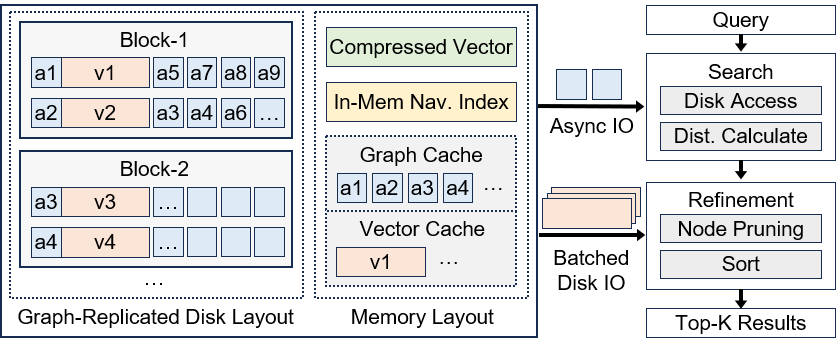 Block-1
a1 v1 a5 a7 a8 a9
a2 v2 a3 a4 a6 ...
Block-2
a3 v3 ...
a4 v4 ...
...
Graph-Replicated Disk Layout
Compressed Vector
In-Mem Nav. Index
Graph Cache
a1 a2 a3 a4 ...
Vector Cache
v1 ...
Memory Layout
Async IO
Batched
Disk IO
Query
Search
Disk Access
Dist. Calculate
Refinement
Node Pruning
Sort
Top-K Results